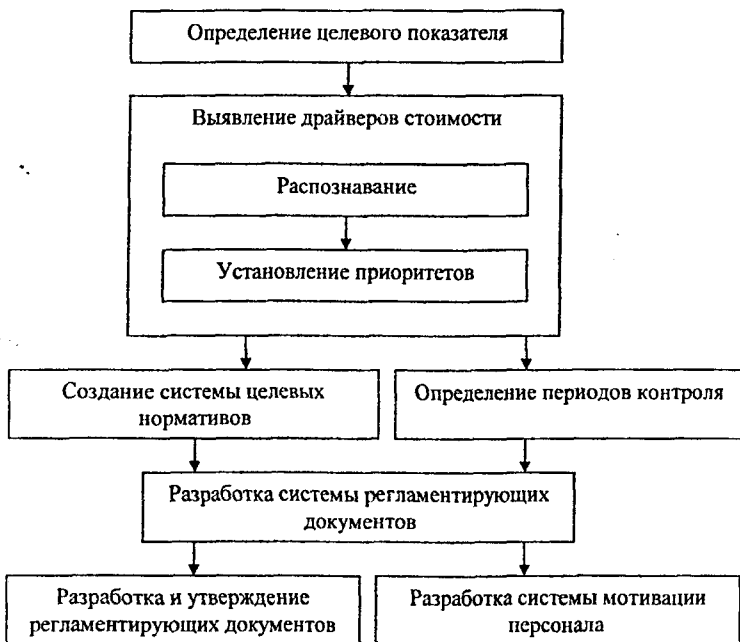 Определение целевого показателя
Выявление драйверов стоимости
Распознавание
Установление приоритетов
Создание системы целевых
нормативов
Определение периодов контроля
Разработка системы регламентирующих
документов
Разработка и утверждение
регламентирующих документов
Разработка системы мотивации
персонала